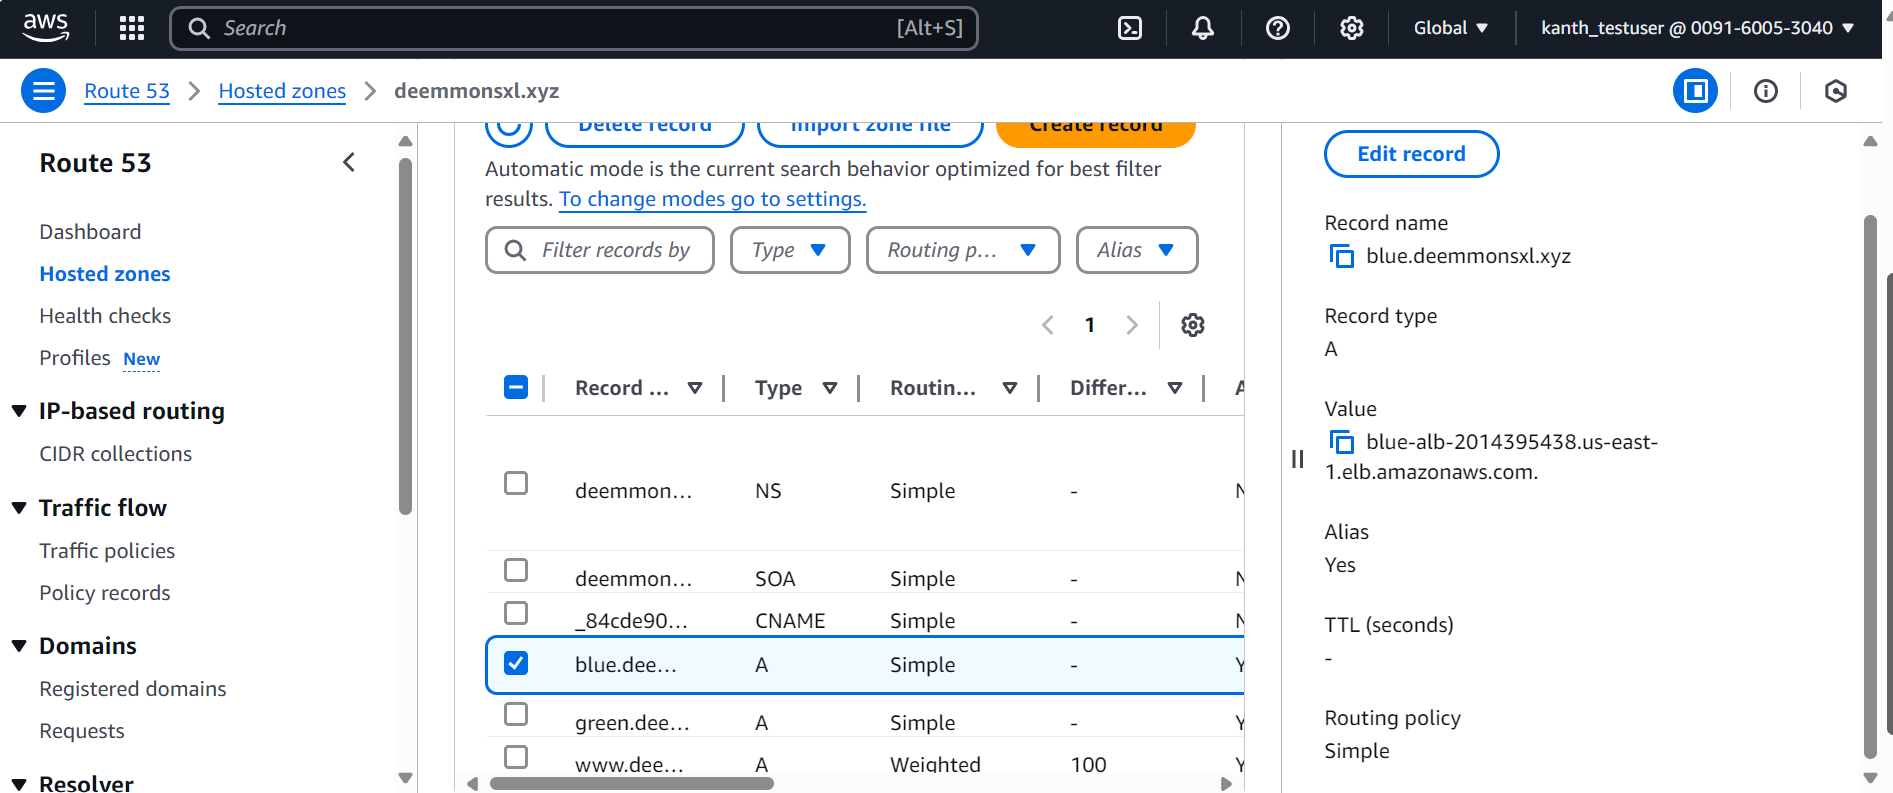 aws
Search
[Alt+S]
Global
kanth_testuser @ 0091-6005-3040
Route 53
Hosted zones
deemmonsxl.xyz
Route 53
Dashboard
Hosted zones
Health checks
Profiles New
IP-based routing
CIDR collections
Traffic flow
Traffic policies
Policy records
Domains
Registered domains
Requests
Resolver
Delete record
Import zone file
Create record
Automatic mode is the current search behavior optimized for best filter
results. To change modes go to settings.
Filter records by
Type
Routing p...
Alias
1
Record ... Type Routin... Differ... A
deemmon... NS Simple - N
deemmon... SOA Simple - N
_84cde90... CNAME Simple - N
blue.dee... A Simple - Y
green.dee... A Simple - Y
www.dee... A Weighted 100 Y
Edit record
Record name
blue.deemmonsxl.xyz
Record type
A
Value
blue-alb-2014395438.us-east-
1.elb.amazonaws.com.
Alias
Yes
TTL (seconds)
-
Routing policy
Simple